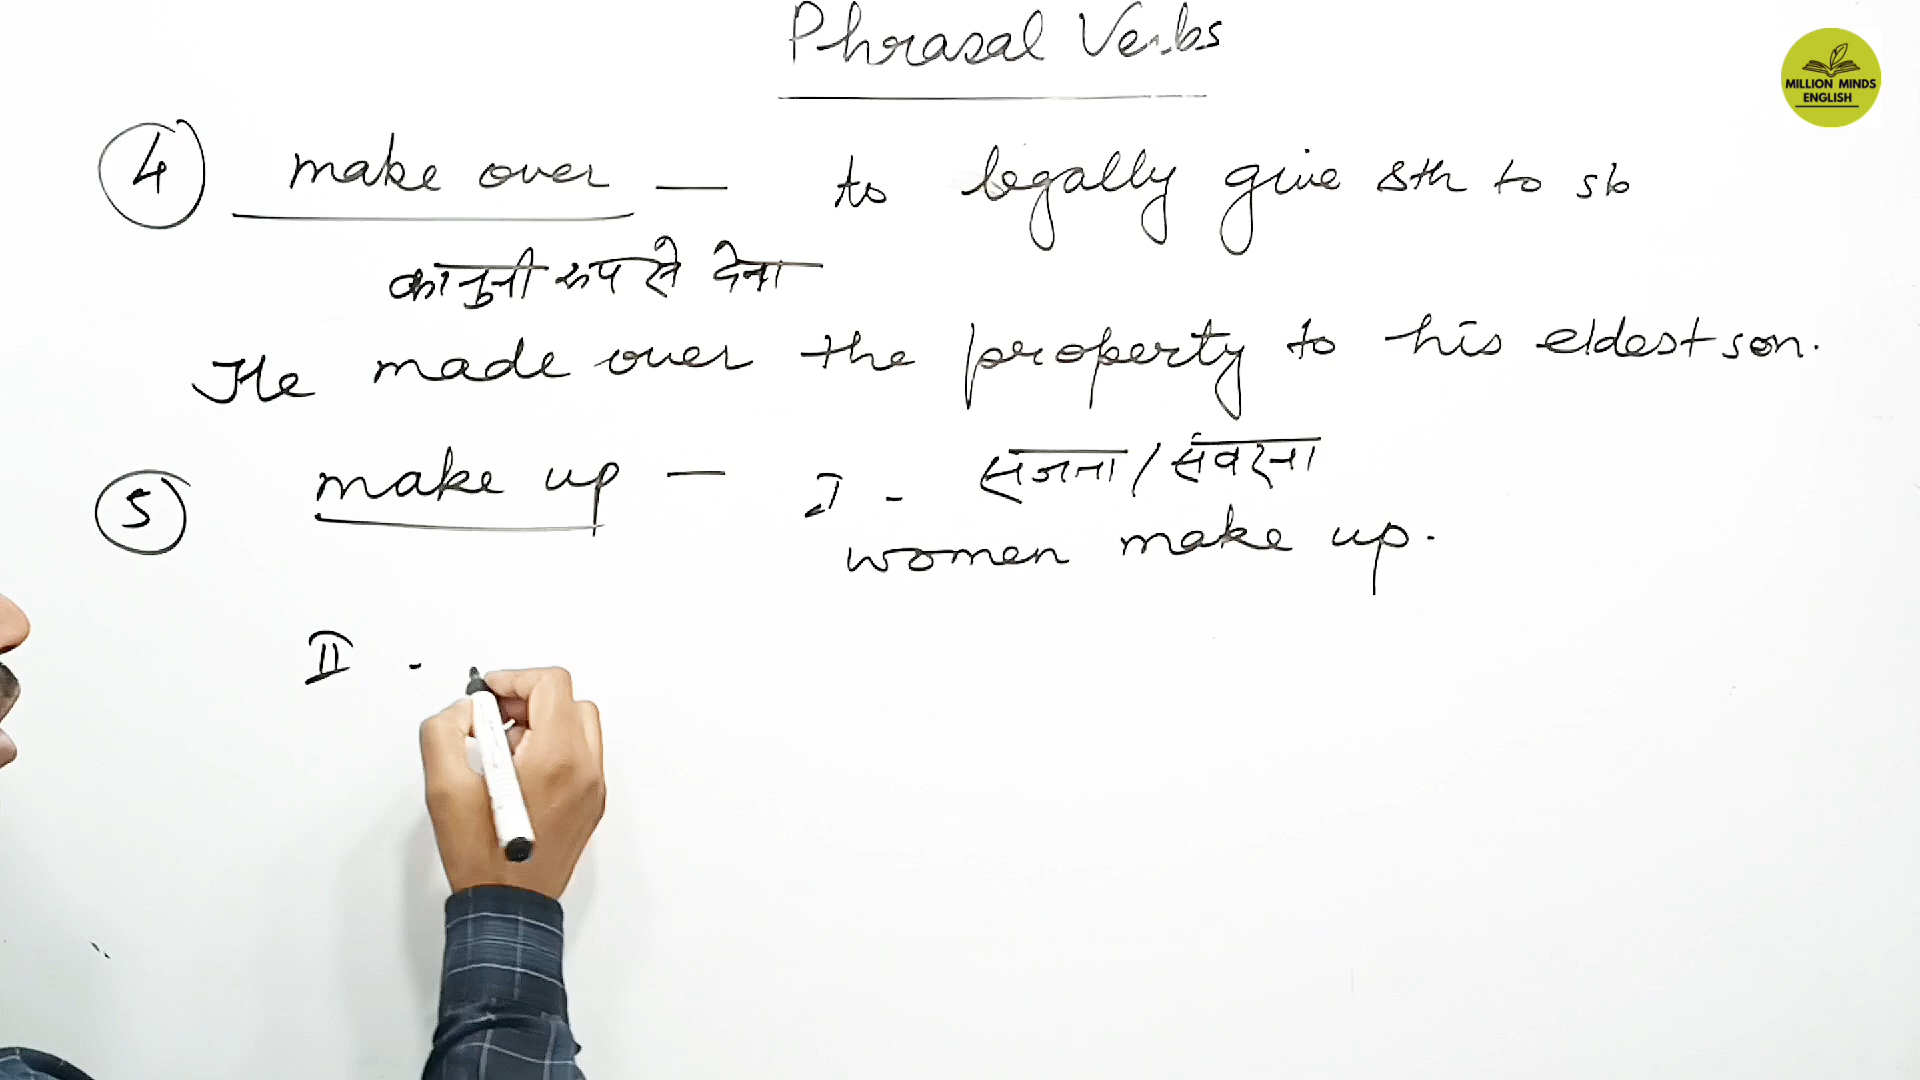 Phrasal Verbs
MILLION MINDS
ENGLISH
4 make over — to legally give sth to sb
कानुनी रुप से देना
He made over the property to his eldest son.
5 make up — I - सजना / संवरना
women make up.
II -